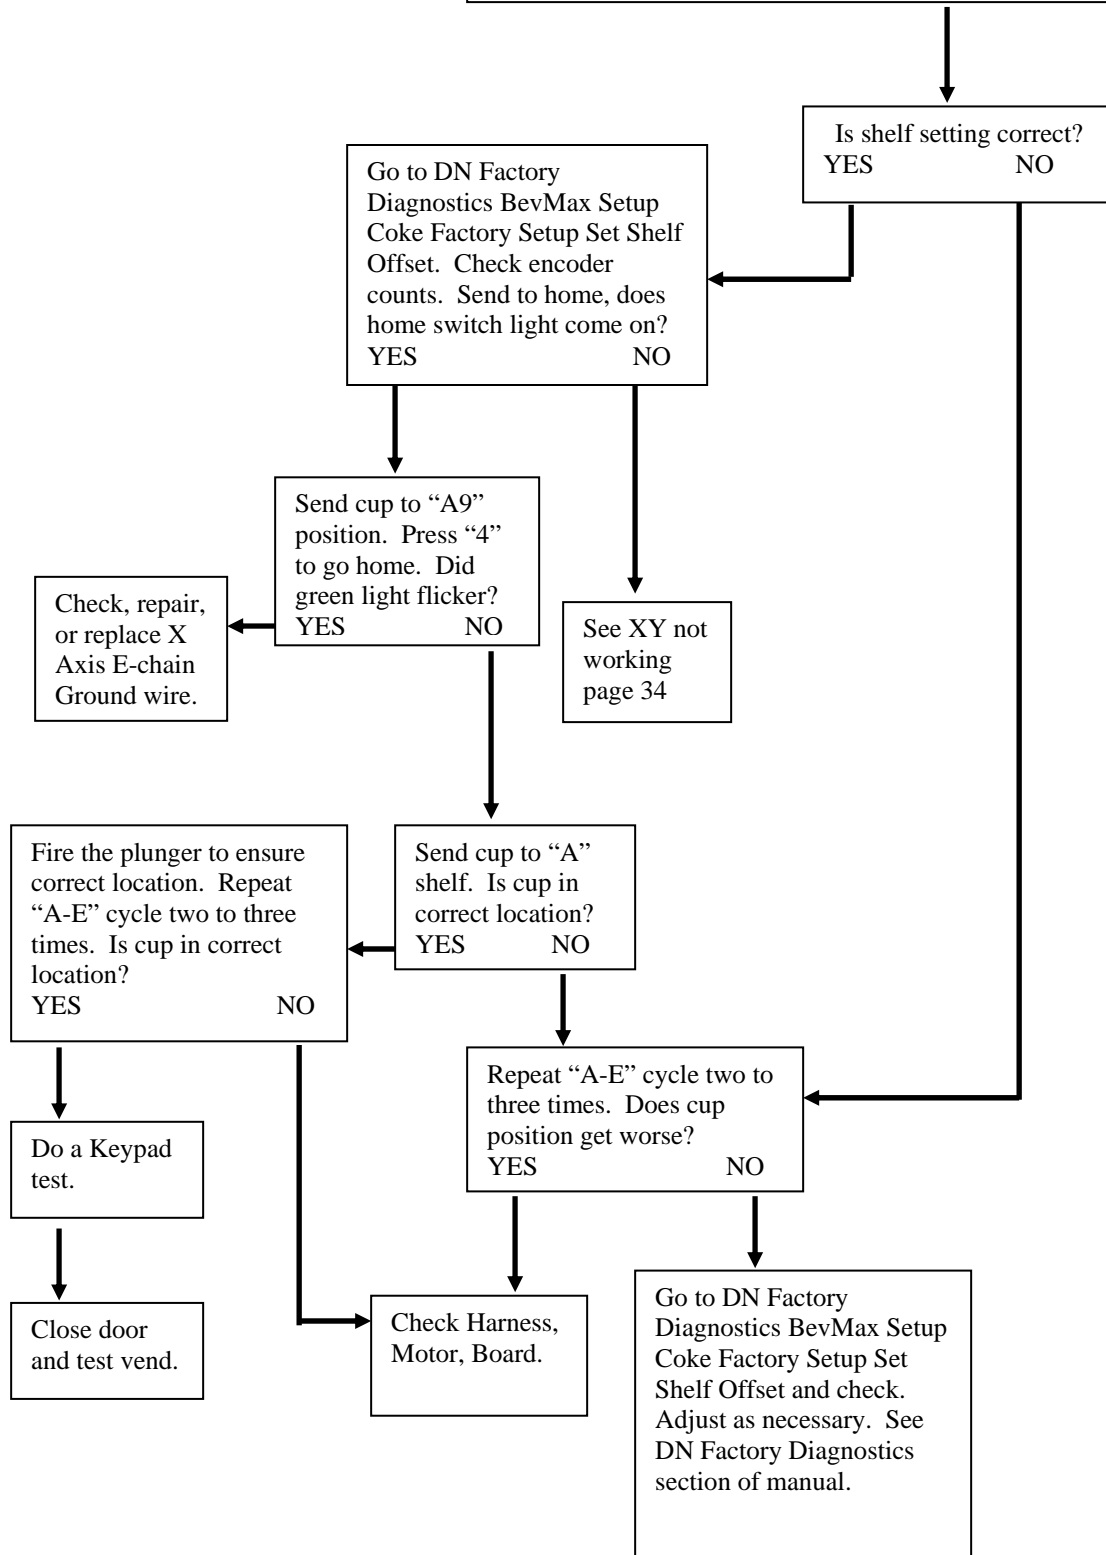 Is shelf setting correct?
YES NO
Go to DN Factory
Diagnostics BevMax Setup
Coke Factory Setup Set Shelf
Offset. Check encoder
counts. Send to home, does
home switch light come on?
YES NO
Send cup to “A9”
position. Press “4”
to go home. Did
green light flicker?
YES NO
Check, repair,
or replace X
Axis E-chain
Ground wire.
See XY not
working
page 34
Fire the plunger to ensure
correct location. Repeat
“A-E” cycle two to three
times. Is cup in correct
location?
YES NO
Send cup to “A”
shelf. Is cup in
correct location?
YES NO
Repeat “A-E” cycle two to
three times. Does cup
position get worse?
YES NO
Do a Keypad
test.
Close door
and test vend.
Check Harness,
Motor, Board.
Go to DN Factory
Diagnostics BevMax Setup
Coke Factory Setup Set
Shelf Offset and check.
Adjust as necessary. See
DN Factory Diagnostics
section of manual.